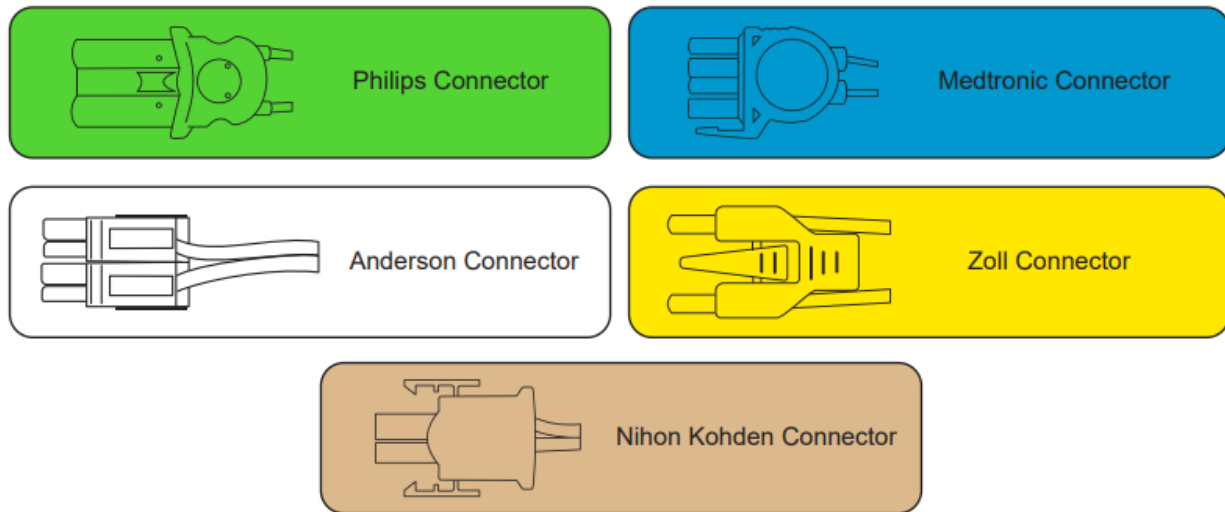 Philips Connector
Medtronic Connector
Anderson Connector
Zoll Connector
Nihon Kohden Connector